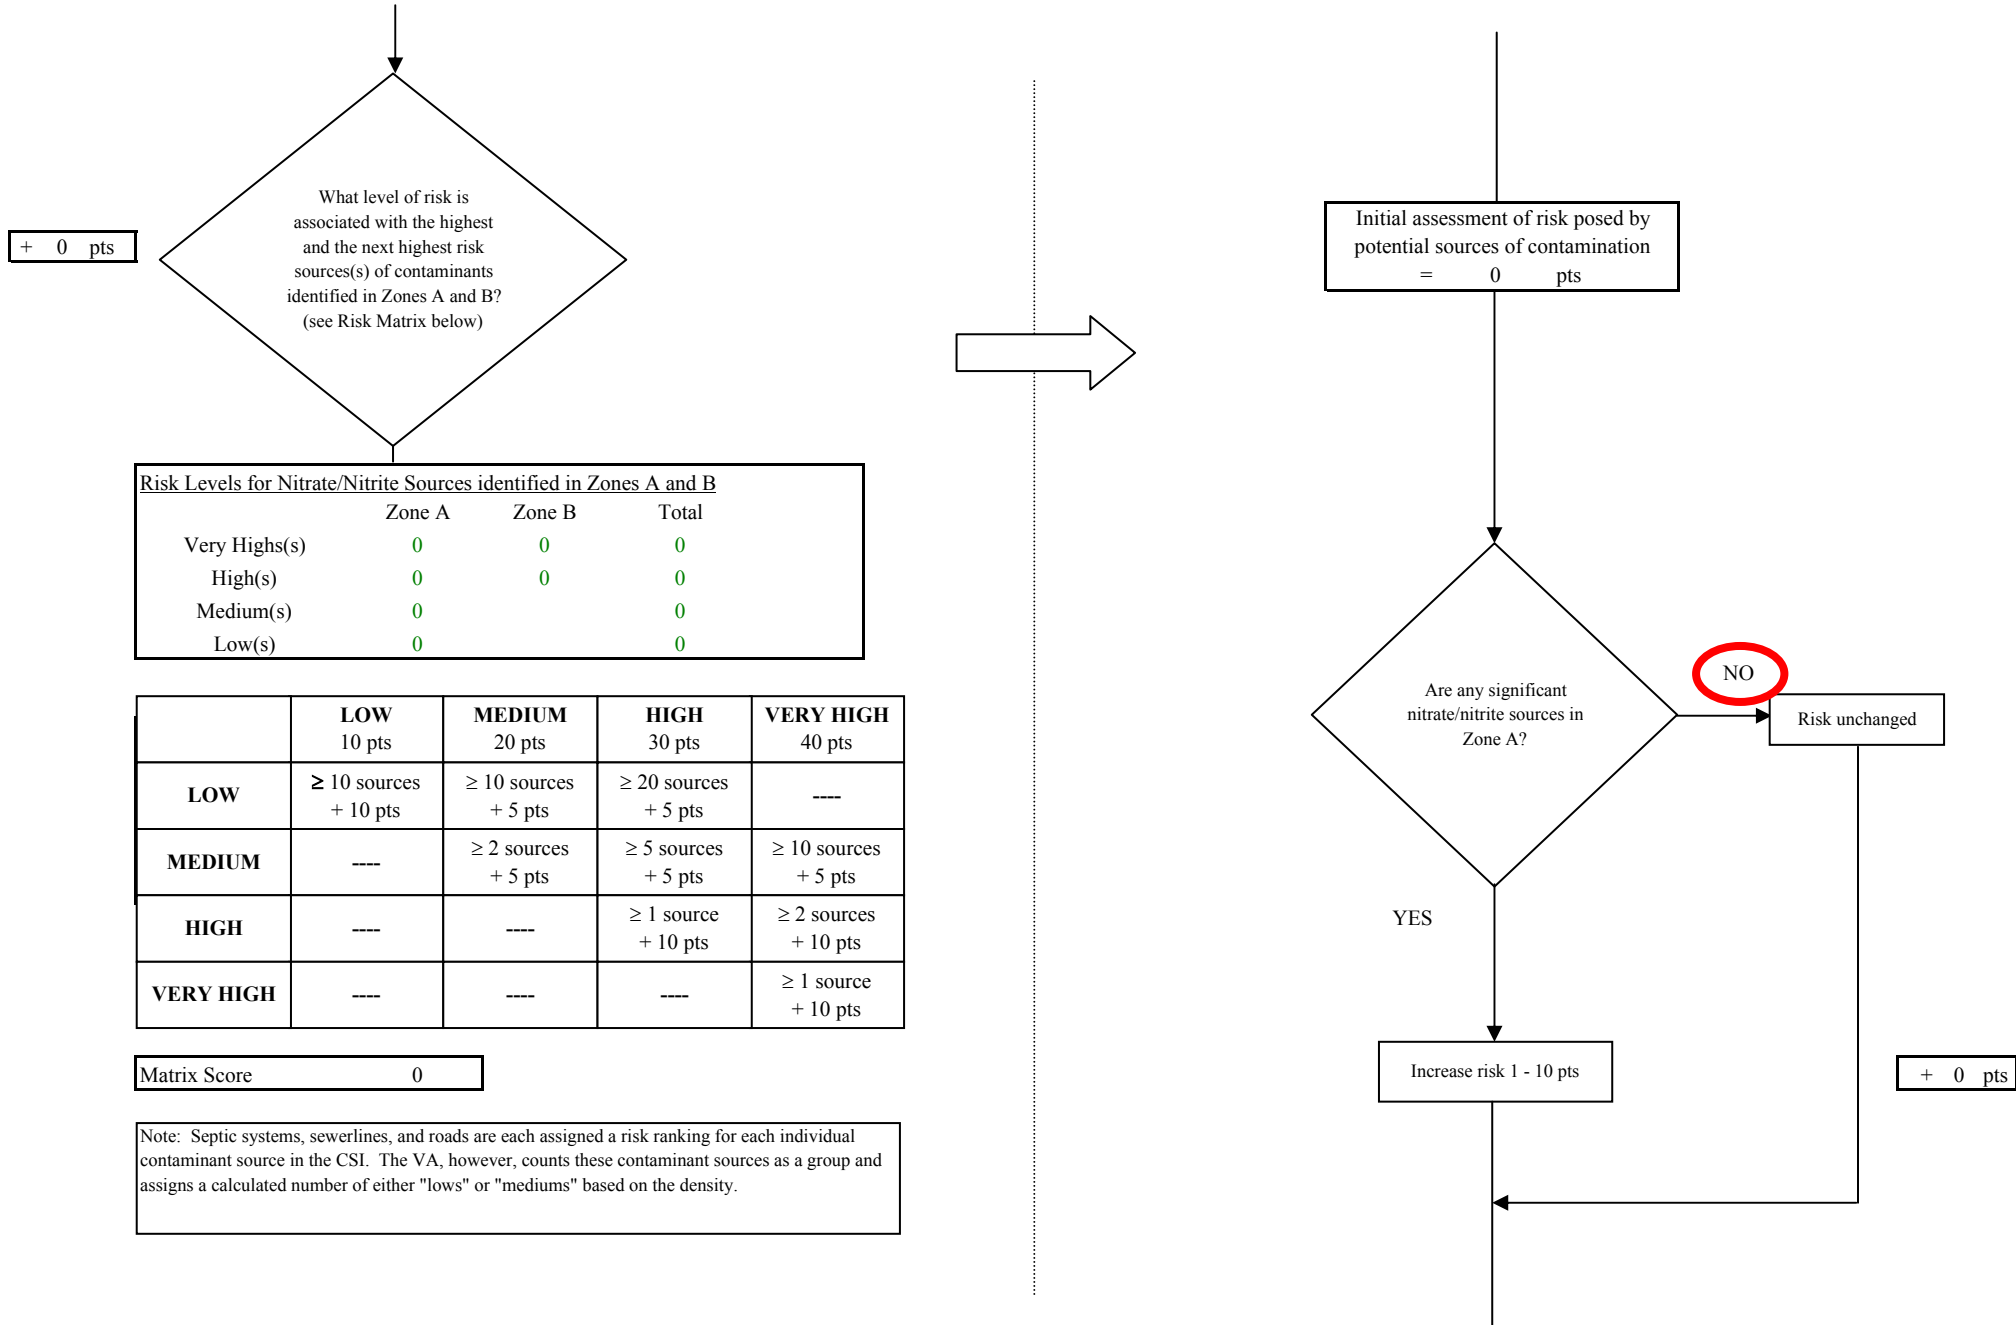 What level of risk is
associated with the highest
and the next highest risk
sources(s) of contaminants
identified in Zones A and B?
(see Risk Matrix below)
+ 0 pts
Risk Levels for Nitrate/Nitrite Sources identified in Zones A and B
Zone A Zone B Total
Very Highs(s) 0 0 0
High(s) 0 0 0
Medium(s) 0 0
Low(s) 0 0
LOW MEDIUM HIGH VERY HIGH
10 pts 20 pts 30 pts 40 pts
LOW ≥ 10 sources ≥ 10 sources ≥ 20 sources ----
+ 10 pts + 5 pts + 5 pts
MEDIUM ---- ≥ 2 sources ≥ 5 sources ≥ 10 sources
+ 5 pts + 5 pts + 5 pts
HIGH ---- ---- ≥ 1 source ≥ 2 sources
+ 10 pts + 10 pts
VERY HIGH ---- ---- ---- ≥ 1 source
+ 10 pts
Matrix Score 0
Note: Septic systems, sewerlines, and roads are each assigned a risk ranking for each individual
contaminant source in the CSI. The VA, however, counts these contaminant sources as a group and
assigns a calculated number of either "lows" or "mediums" based on the density.
Initial assessment of risk posed by
potential sources of contamination
= 0 pts
Are any significant
nitrate/nitrite sources in
Zone A?
NO
Risk unchanged
YES
Increase risk 1 - 10 pts
+ 0 pts